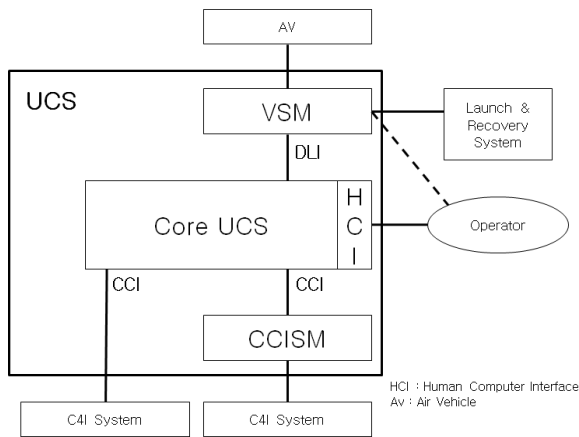 AV
UCS
VSM
Launch &
Recovery
System
DLI
Core UCS
H
C
I
Operator
CCI
CCI
CCISM
HCI : Human Computer Interface
Av : Air Vehicle
C4I System
C4I System